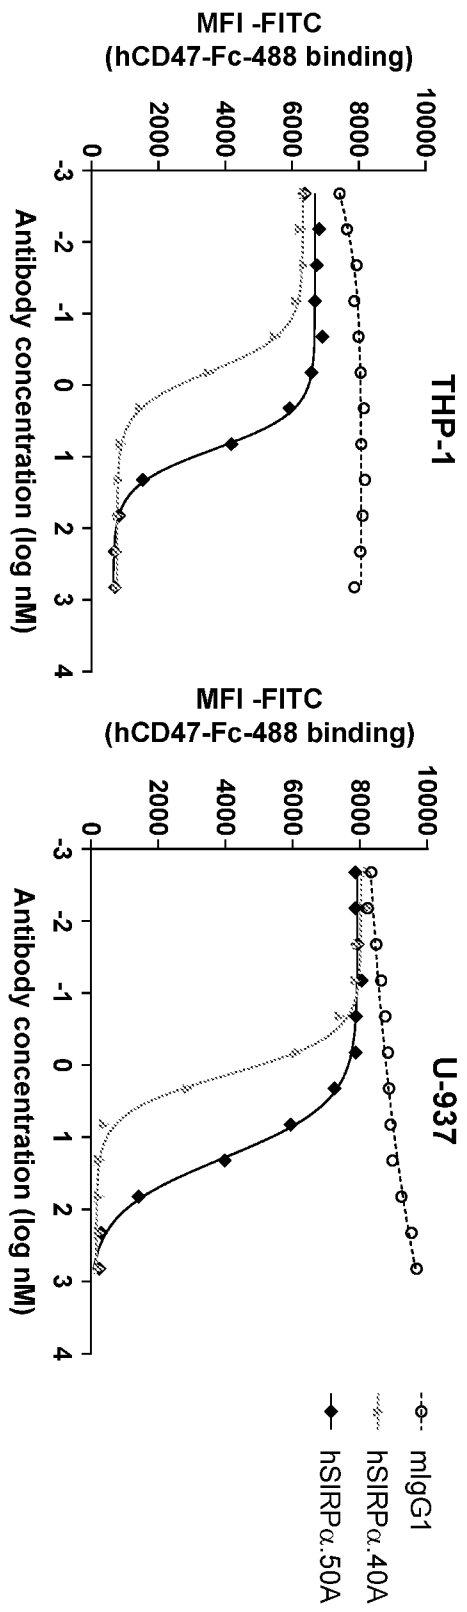 THP-1
MFI -FITC
(hCD47-Fc-488 binding)
10000
8000
6000
4000
2000
0
-3 -2 -1 0 1 2 3 4
Antibody concentration (log nM)
U-937
MFI -FITC
(hCD47-Fc-488 binding)
10000
8000
6000
4000
2000
0
-3 -2 -1 0 1 2 3 4
Antibody concentration (log nM)
mIgG1
hSIRPα.40A
hSIRPα.50A